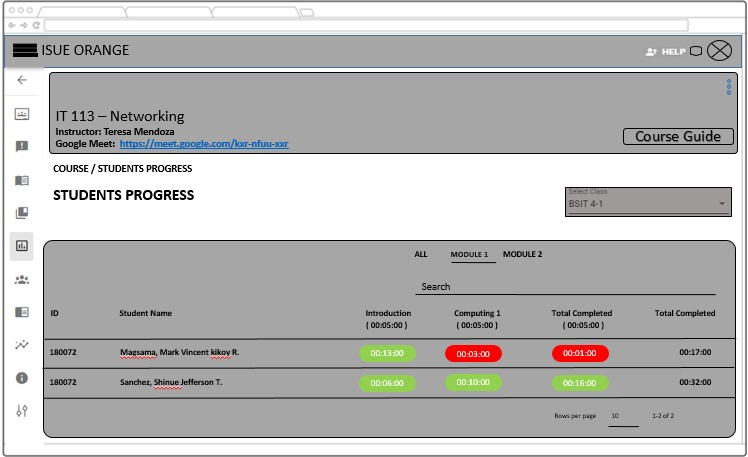 ISUE ORANGE
HELP
IT 113 – Networking
Instructor: Teresa Mendoza
Google Meet: https://meet.google.com/kxr-nfuu-xxr
Course Guide
COURSE / STUDENTS PROGRESS
STUDENTS PROGRESS
Select Class
BSIT 4-1
ALL MODULE 1 MODULE 2
Search
ID Student Name Introduction Computing 1 Total Completed Total Completed
( 00:05:00 ) ( 00:05:00 ) ( 00:05:00 )
180072 Magsama, Mark Vincent kikoy R. 00:13:00 00:03:00 00:01:00 00:17:00
180072 Sanchez, Shinue Jefferson T. 00:06:00 00:10:00 00:16:00 00:32:00
Rows per page 10 1-2 of 2